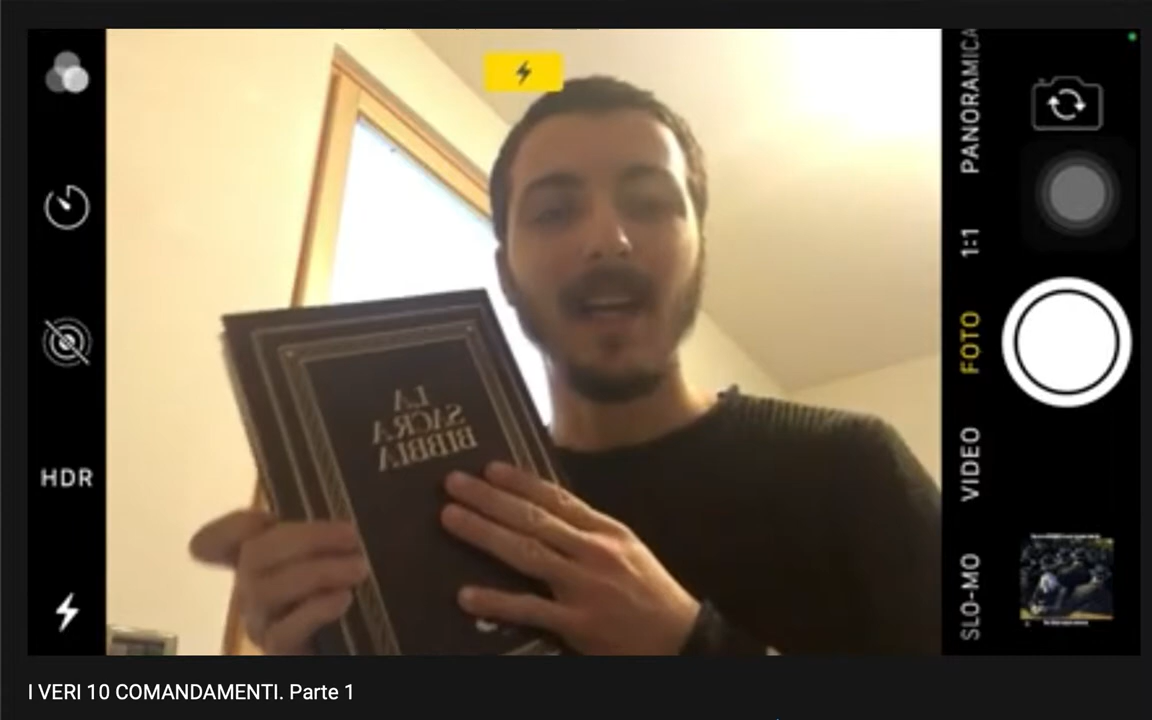 PANORAMICA
1:1
FOTO
VIDEO
SLO-MO
HDR
LA
SACRA
BIBBIA
I VERI 10 COMANDAMENTI. Parte 1